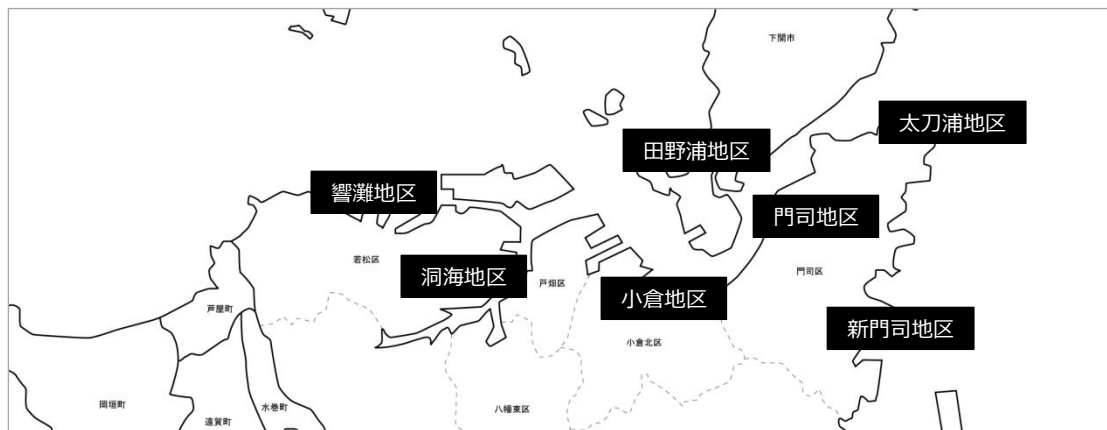 下関市
太刀浦地区
田野浦地区
響灘地区
門司地区
若松区
洞海地区
戸畑区
門司区
小倉地区
芦屋町
新門司地区
小倉北区
岡垣町
水巻町
八幡東区
遠賀町